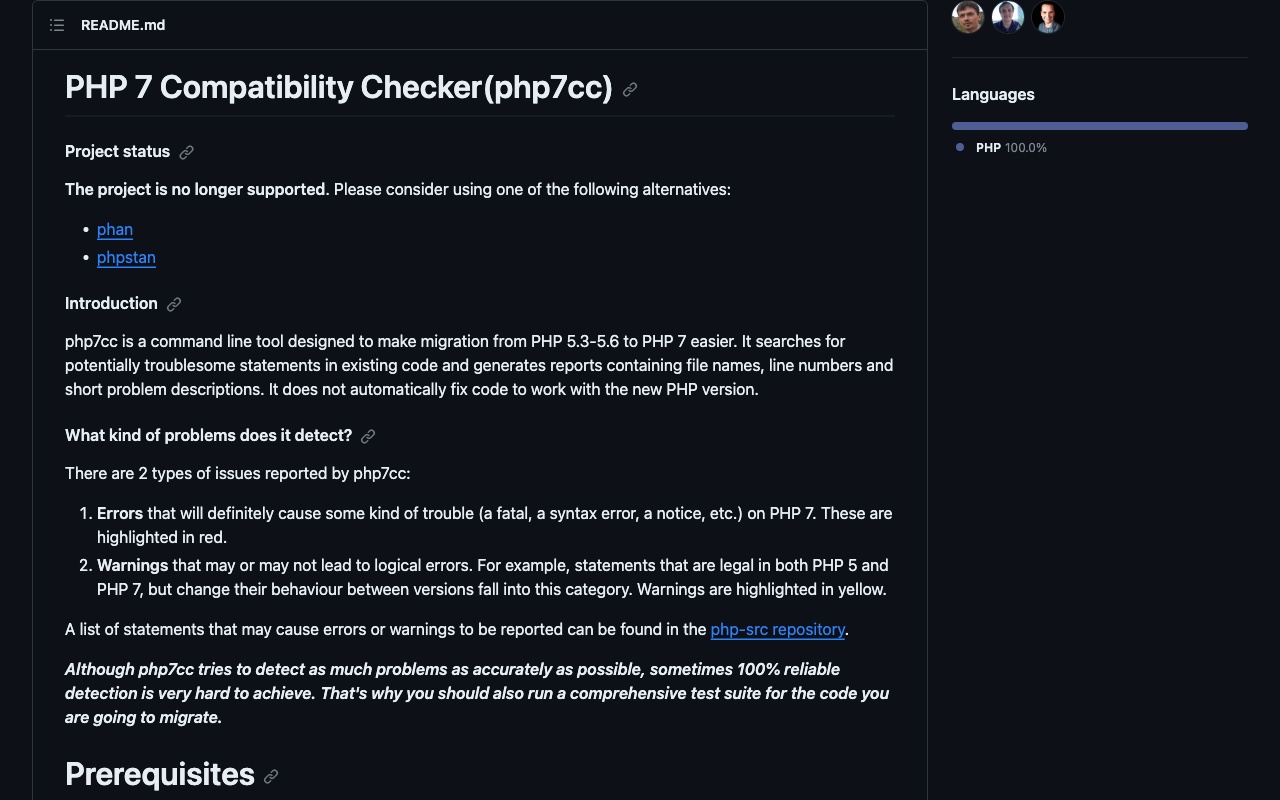 README.md
PHP 7 Compatibility Checker(php7cc)
Project status
The project is no longer supported. Please consider using one of the following alternatives:
• phan
• phpstan
Introduction
php7cc is a command line tool designed to make migration from PHP 5.3-5.6 to PHP 7 easier. It searches for
potentially troublesome statements in existing code and generates reports containing file names, line numbers and
short problem descriptions. It does not automatically fix code to work with the new PHP version.
What kind of problems does it detect?
There are 2 types of issues reported by php7cc:
1. Errors that will definitely cause some kind of trouble (a fatal, a syntax error, a notice, etc.) on PHP 7. These are
highlighted in red.
2. Warnings that may or may not lead to logical errors. For example, statements that are legal in both PHP 5 and
PHP 7, but change their behaviour between versions fall into this category. Warnings are highlighted in yellow.
A list of statements that may cause errors or warnings to be reported can be found in the php-src repository.
Although php7cc tries to detect as much problems as accurately as possible, sometimes 100% reliable
detection is very hard to achieve. That's why you should also run a comprehensive test suite for the code you
are going to migrate.
Prerequisites
Languages
PHP 100.0%